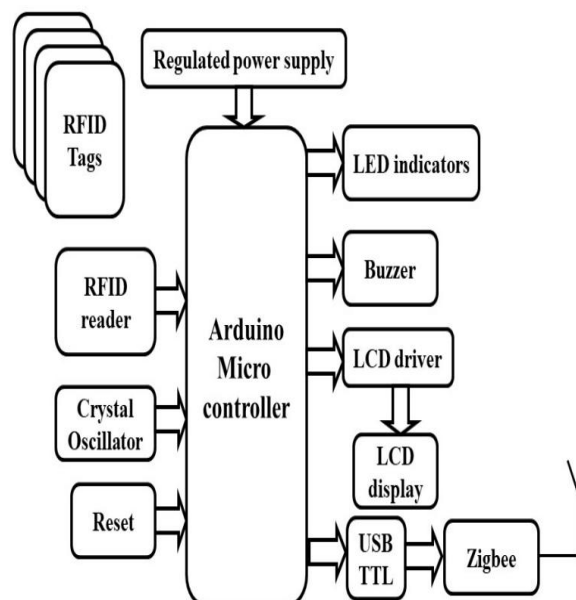 Regulated power supply
RFID
Tags
LED indicators
RFID
reader
Buzzer
Arduino
Micro
controller
LCD driver
Crystal
Oscillator
LCD
display
Reset
USB
TTL
Zigbee